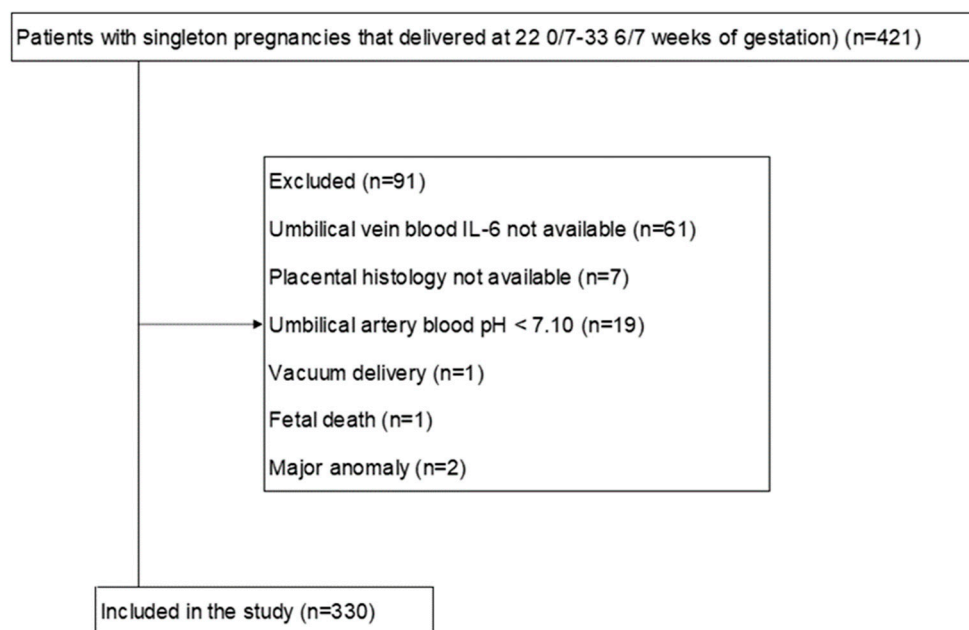 Patients with singleton pregnancies that delivered at 22 0/7-33 6/7 weeks of gestation) (n=421)
Excluded (n=91)
Umbilical vein blood IL-6 not available (n=61)
Placental histology not available (n=7)
Umbilical artery blood pH < 7.10 (n=19)
Vacuum delivery (n=1)
Fetal death (n=1)
Major anomaly (n=2)
Included in the study (n=330)